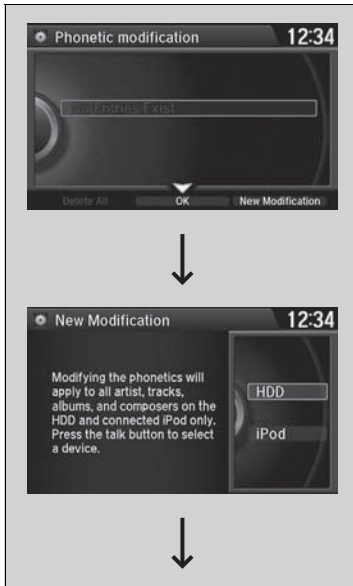 Phonetic modification 12:34
No Entries Exist
Delete All OK New Modification
New Modification 12:34
Modifying the phonetics will
apply to all artist, tracks,
albums, and composers on the
HDD and connected iPod only.
Press the talk button to select
a device.
HDD
iPod